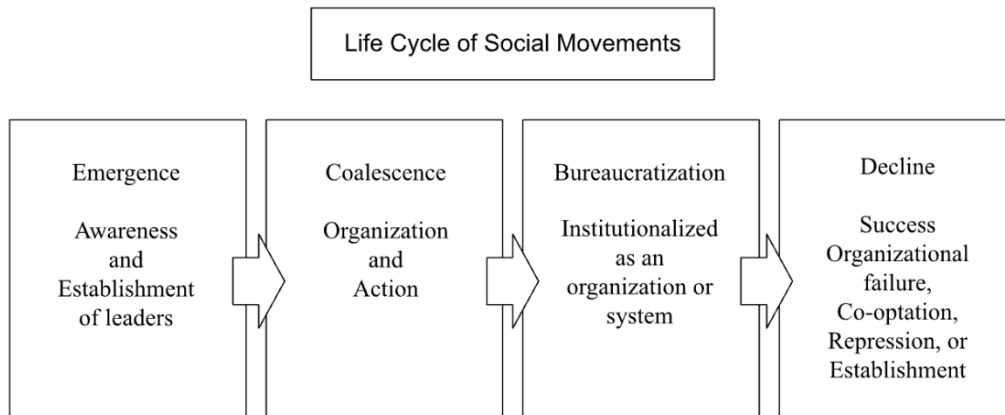 Life Cycle of Social Movements
Emergence
Awareness
and
Establishment
of leaders
Coalescence
Organization
and
Action
Bureaucratization
Institutionalized
as an
organization or
system
Decline
Success
Organizational
failure,
Co-optation,
Repression, or
Establishment